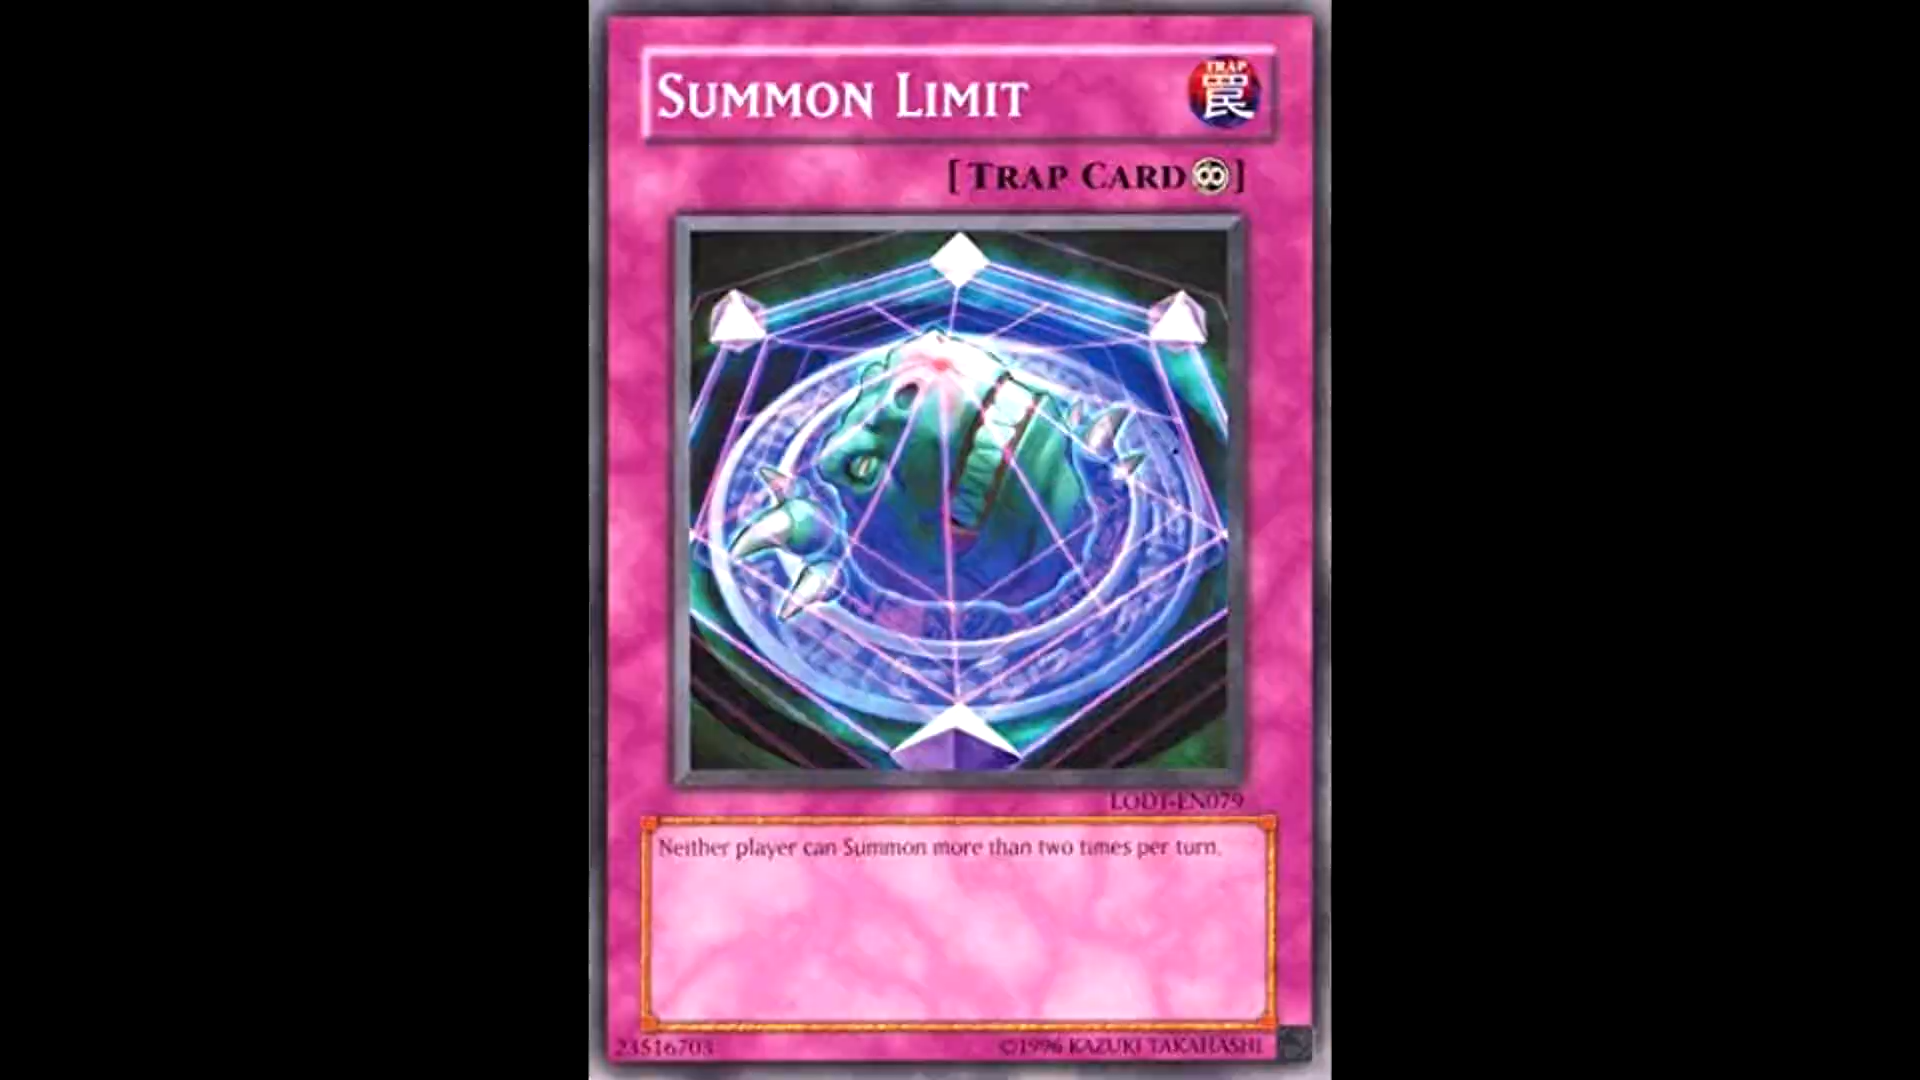 SUMMON LIMIT
TRAP
罠
[TRAP CARD]
LODT-EN079
Neither player can Summon more than two times per turn.
23516703
©1996 KAZUKI TAKAHASHI